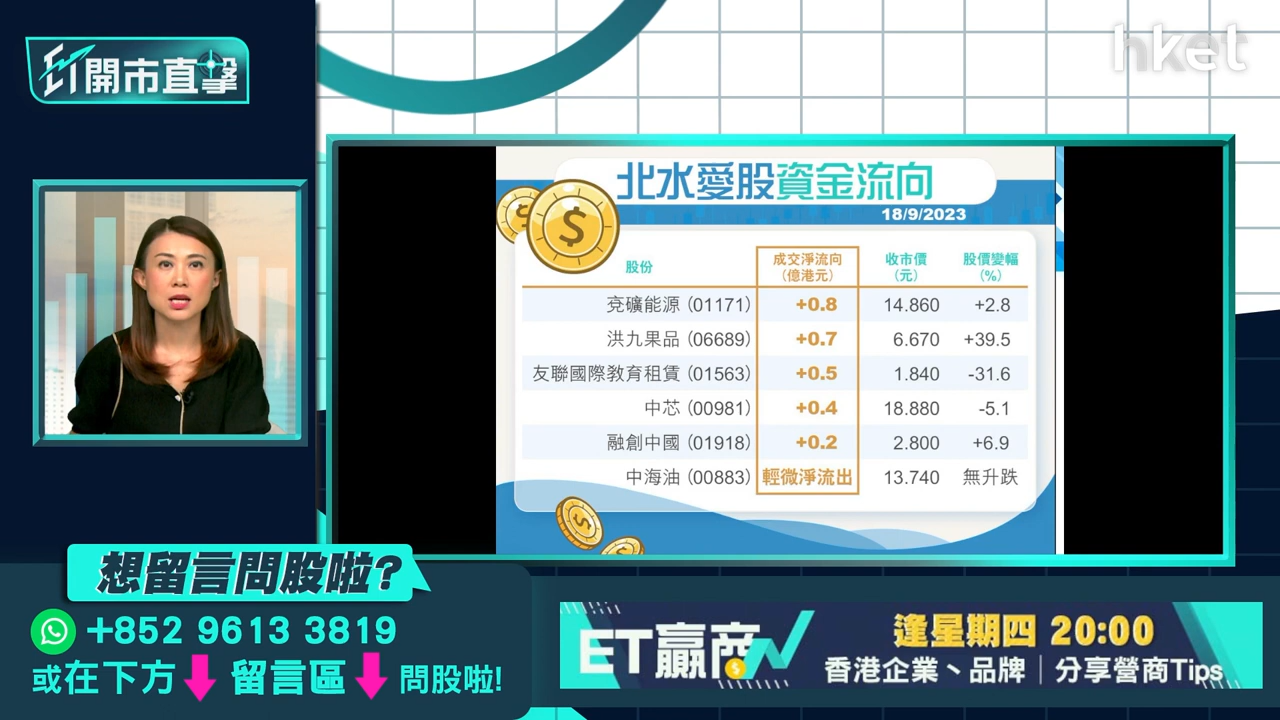 ET開市直擊
hket
北水愛股資金流向
18/9/2023
股份 成交淨流向(億港元) 收市價(元) 股價變幅(%)
兗礦能源 (01171) +0.8 14.860 +2.8
洪九果品 (06689) +0.7 6.670 +39.5
友聯國際教育租賃 (01563) +0.5 1.840 -31.6
中芯 (00981) +0.4 18.880 -5.1
融創中國 (01918) +0.2 2.800 +6.9
中海油 (00883) 輕微淨流出 13.740 無升跌
想留言問股啦?
+852 9613 3819
或在下方 留言區 問股啦!
ET贏商
逢星期四 20:00
香港企業、品牌｜分享營商Tips